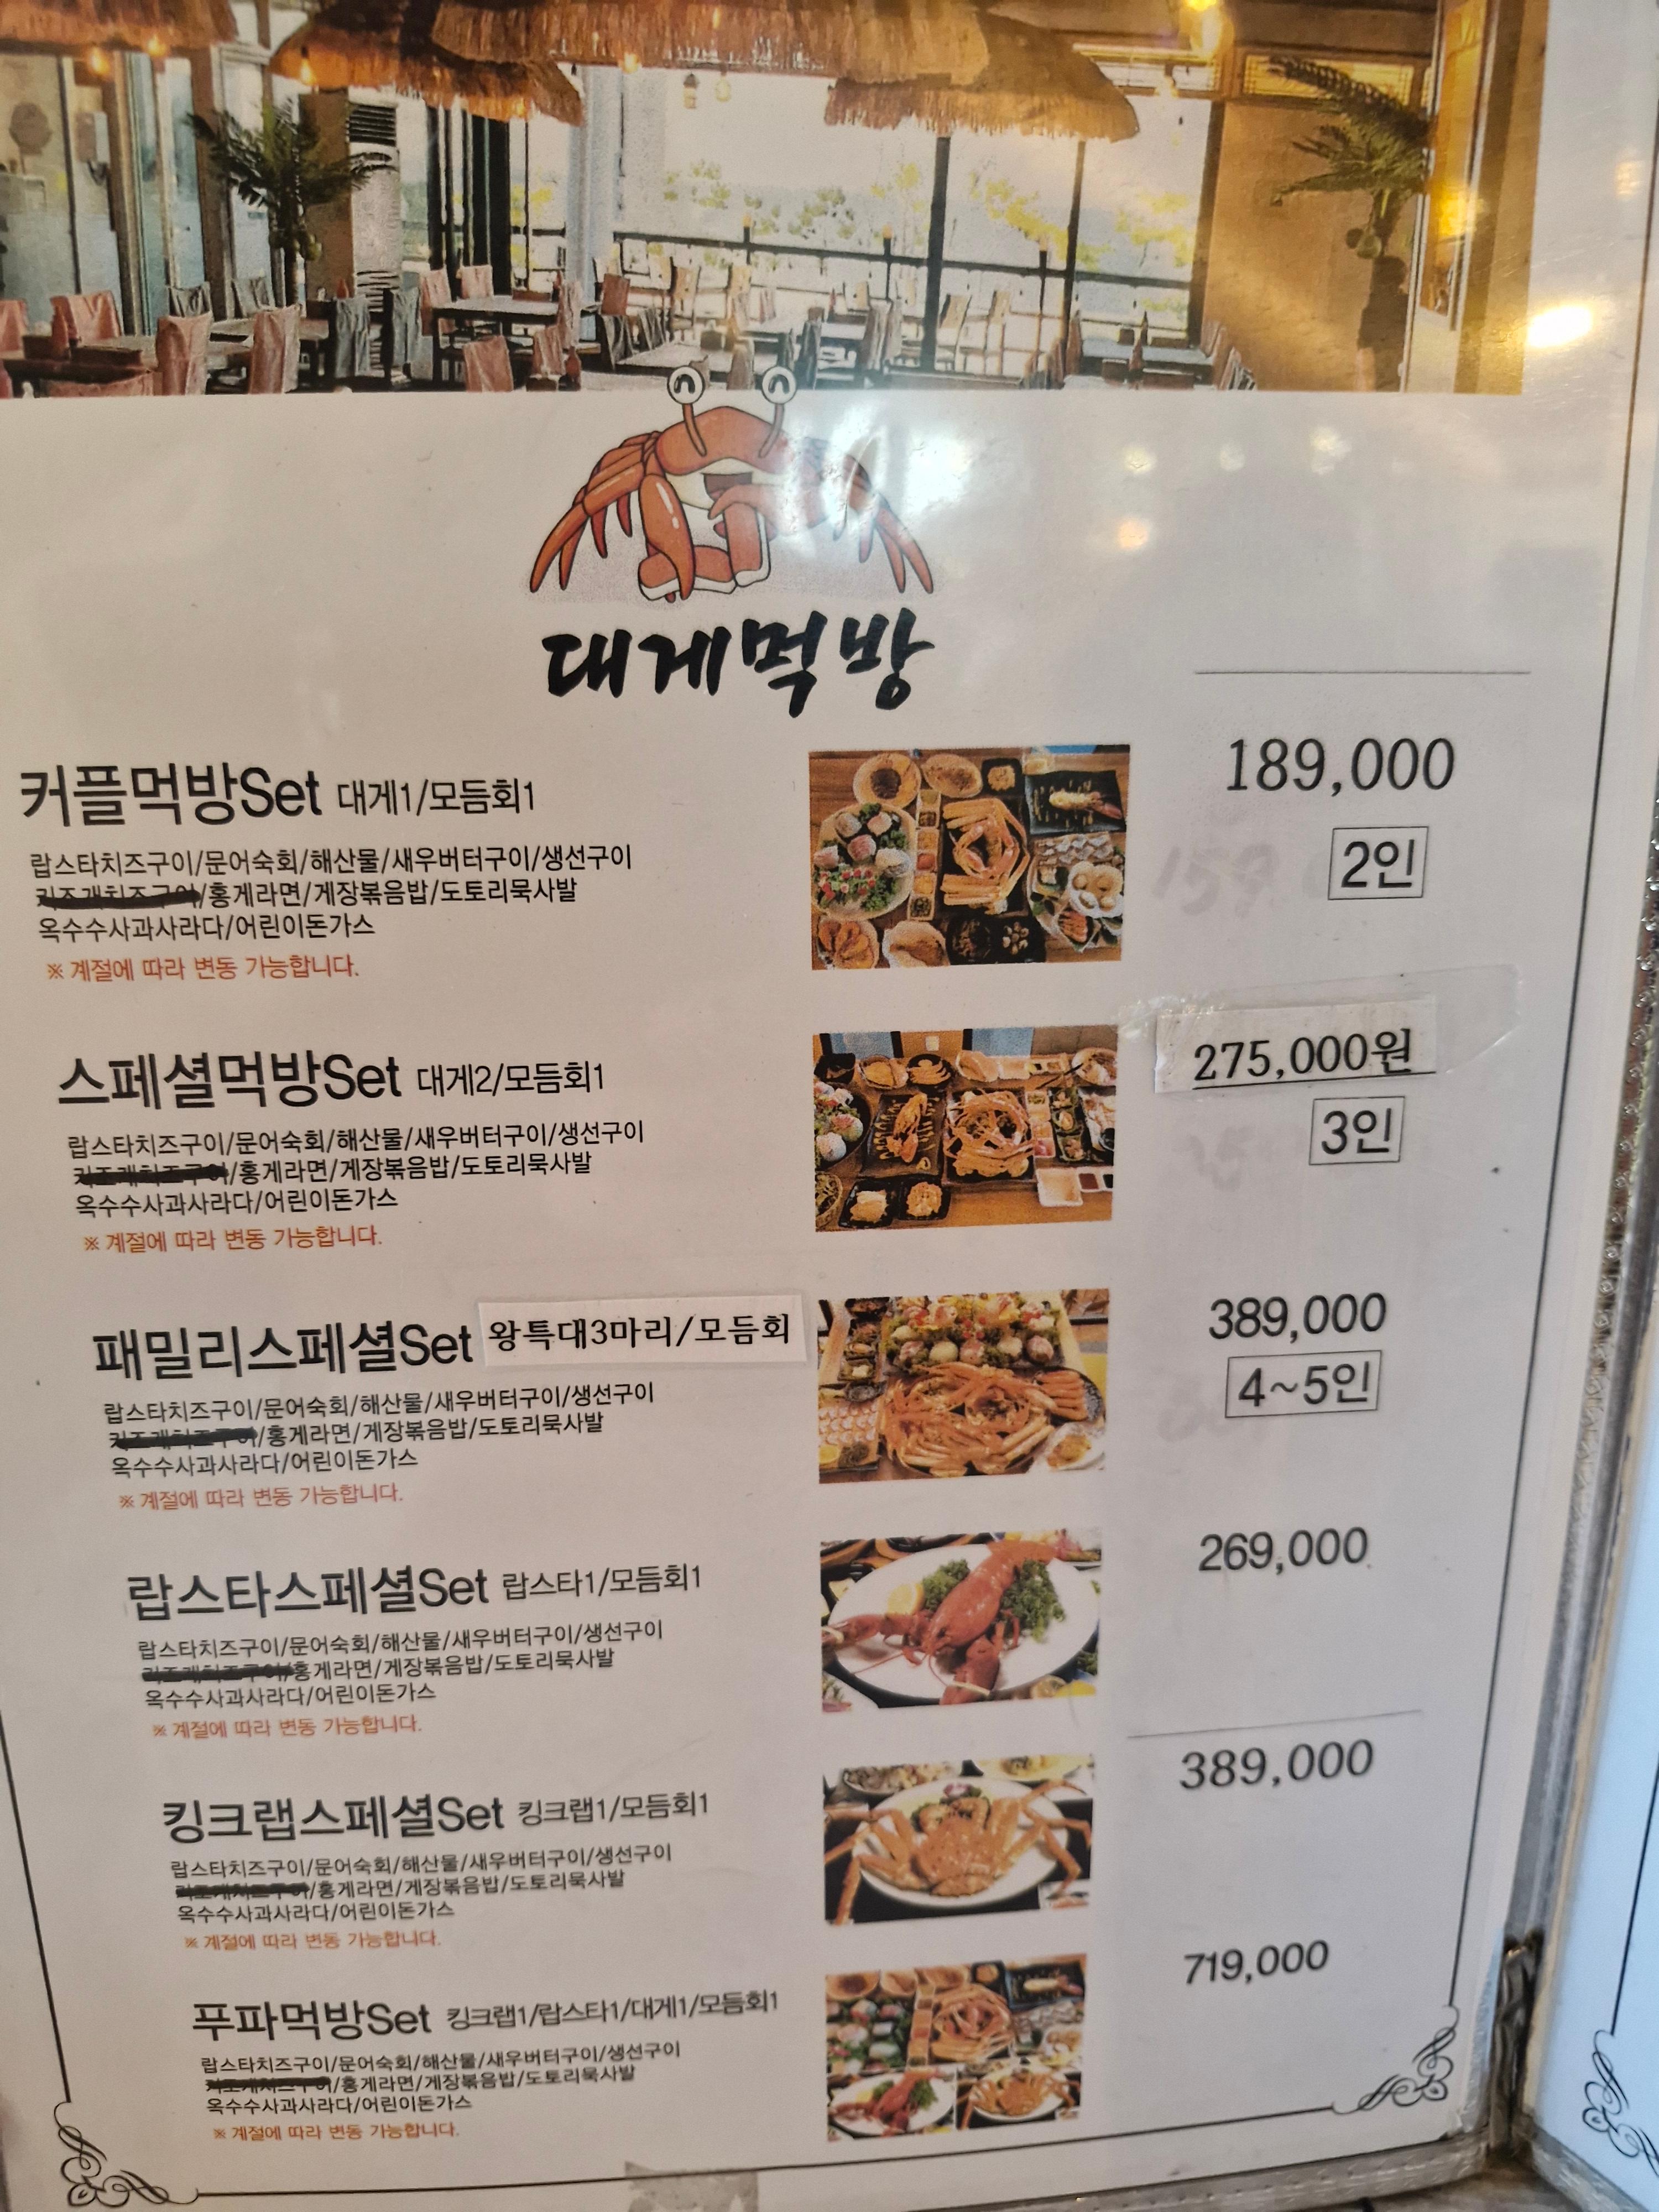 대게먹방
커플먹방Set 대게1/모듬회1
189,000
랍스타치즈구이/문어숙회/해산물/새우버터구이/생선구이
2인
/홍게라면/게장볶음밥/도토리묵사발
옥수수사과사라다/어린이돈가스
※ 계절에 따라 변동 가능합니다.
스페셜먹방Set 대게2/모듬회1
275,000원
랍스타치즈구이/문어숙회/해산물/새우버터구이/생선구이
3인
/홍게라면/게장볶음밥/도토리묵사발
옥수수사과사라다/어린이돈가스
※ 계절에 따라 변동 가능합니다.
패밀리스페셜Set 왕특대3마리/모듬회
389,000
랍스타치즈구이/문어숙회/해산물/새우버터구이/생선구이
4~5인
/홍게라면/게장볶음밥/도토리묵사발
옥수수사과사라다/어린이돈가스
※ 계절에 따라 변동 가능합니다.
랍스타스페셜Set 랍스타1/모듬회1
269,000
랍스타치즈구이/문어숙회/해산물/새우버터구이/생선구이
/홍게라면/게장볶음밥/도토리묵사발
옥수수사과사라다/어린이돈가스
※ 계절에 따라 변동 가능합니다.
킹크랩스페셜Set 킹크랩1/모듬회1
389,000
랍스타치즈구이/문어숙회/해산물/새우버터구이/생선구이
/홍게라면/게장볶음밥/도토리묵사발
옥수수사과사라다/어린이돈가스
※ 계절에 따라 변동 가능합니다.
푸파먹방Set 킹크랩1/랍스타1/대게1/모듬회1
719,000
랍스타치즈구이/문어숙회/해산물/새우버터구이/생선구이
/홍게라면/게장볶음밥/도토리묵사발
옥수수사과사라다/어린이돈가스
※ 계절에 따라 변동 가능합니다.